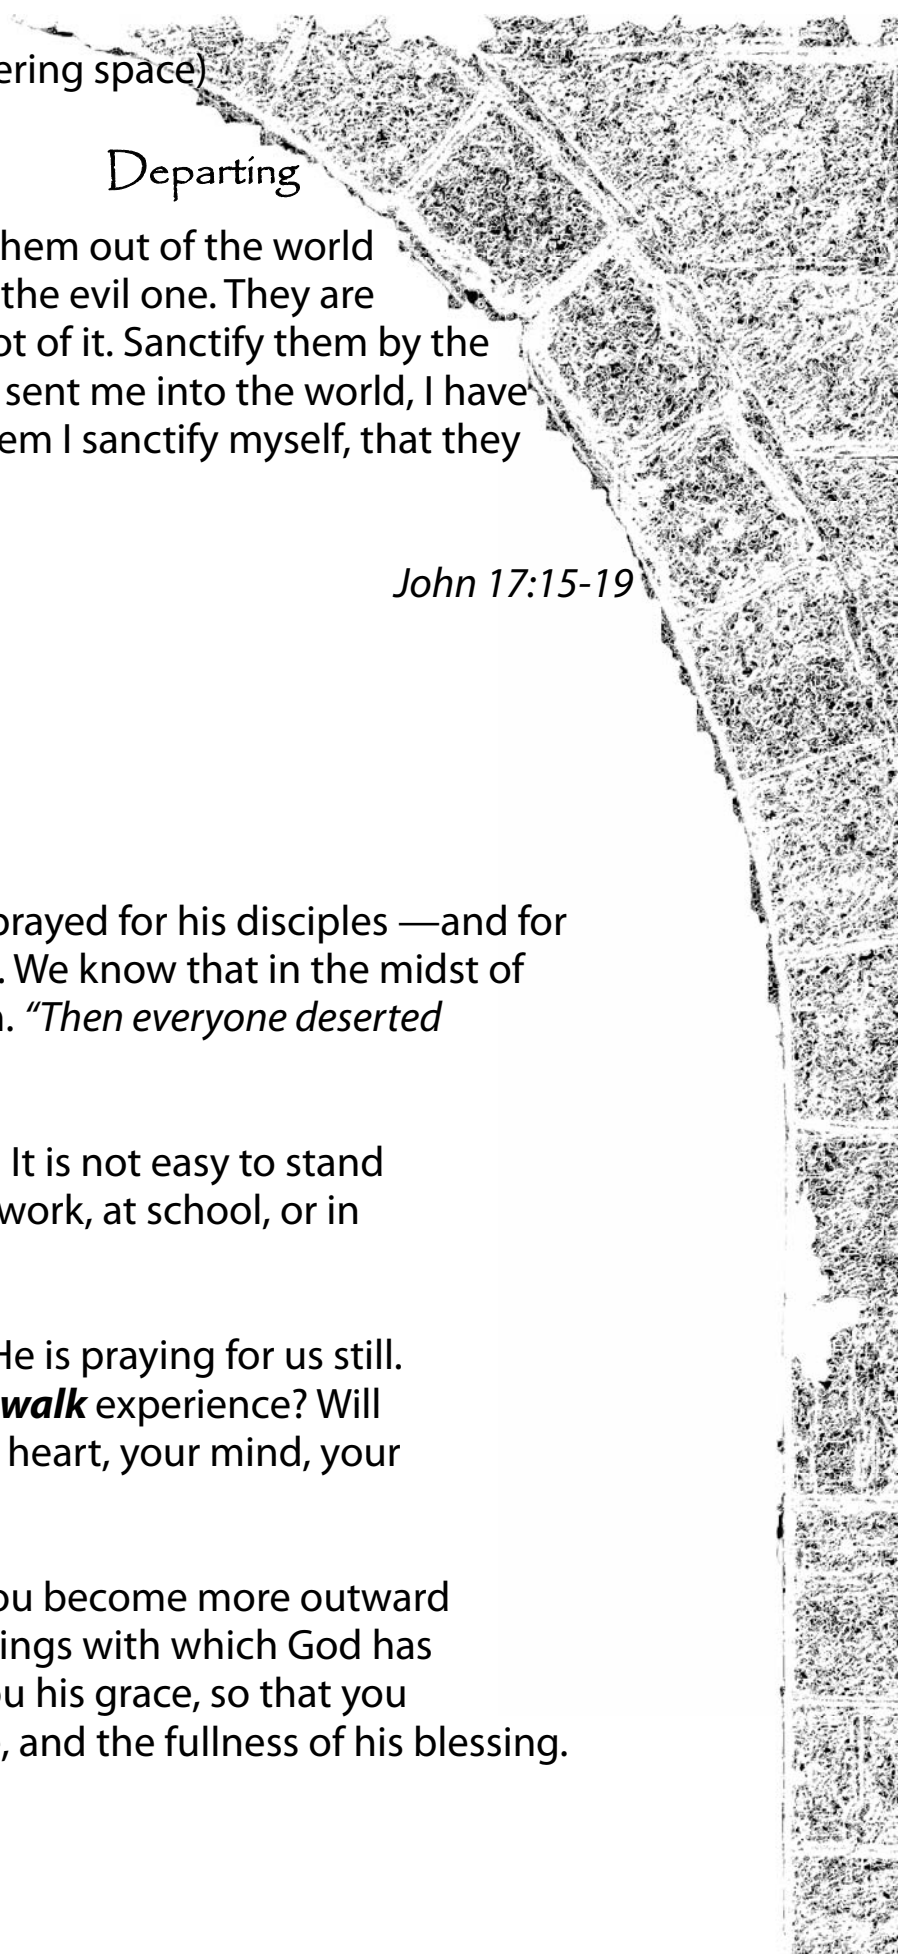 ering space)
Departing
hem out of the world
the evil one. They are
ot of it. Sanctify them by the
sent me into the world, I have
em I sanctify myself, that they
John 17:15-19
prayed for his disciples —and for
. We know that in the midst of
. “Then everyone deserted
It is not easy to stand
work, at school, or in
He is praying for us still.
walk experience? Will
heart, your mind, your
ou become more outward
ings with which God has
ou his grace, so that you
, and the fullness of his blessing.